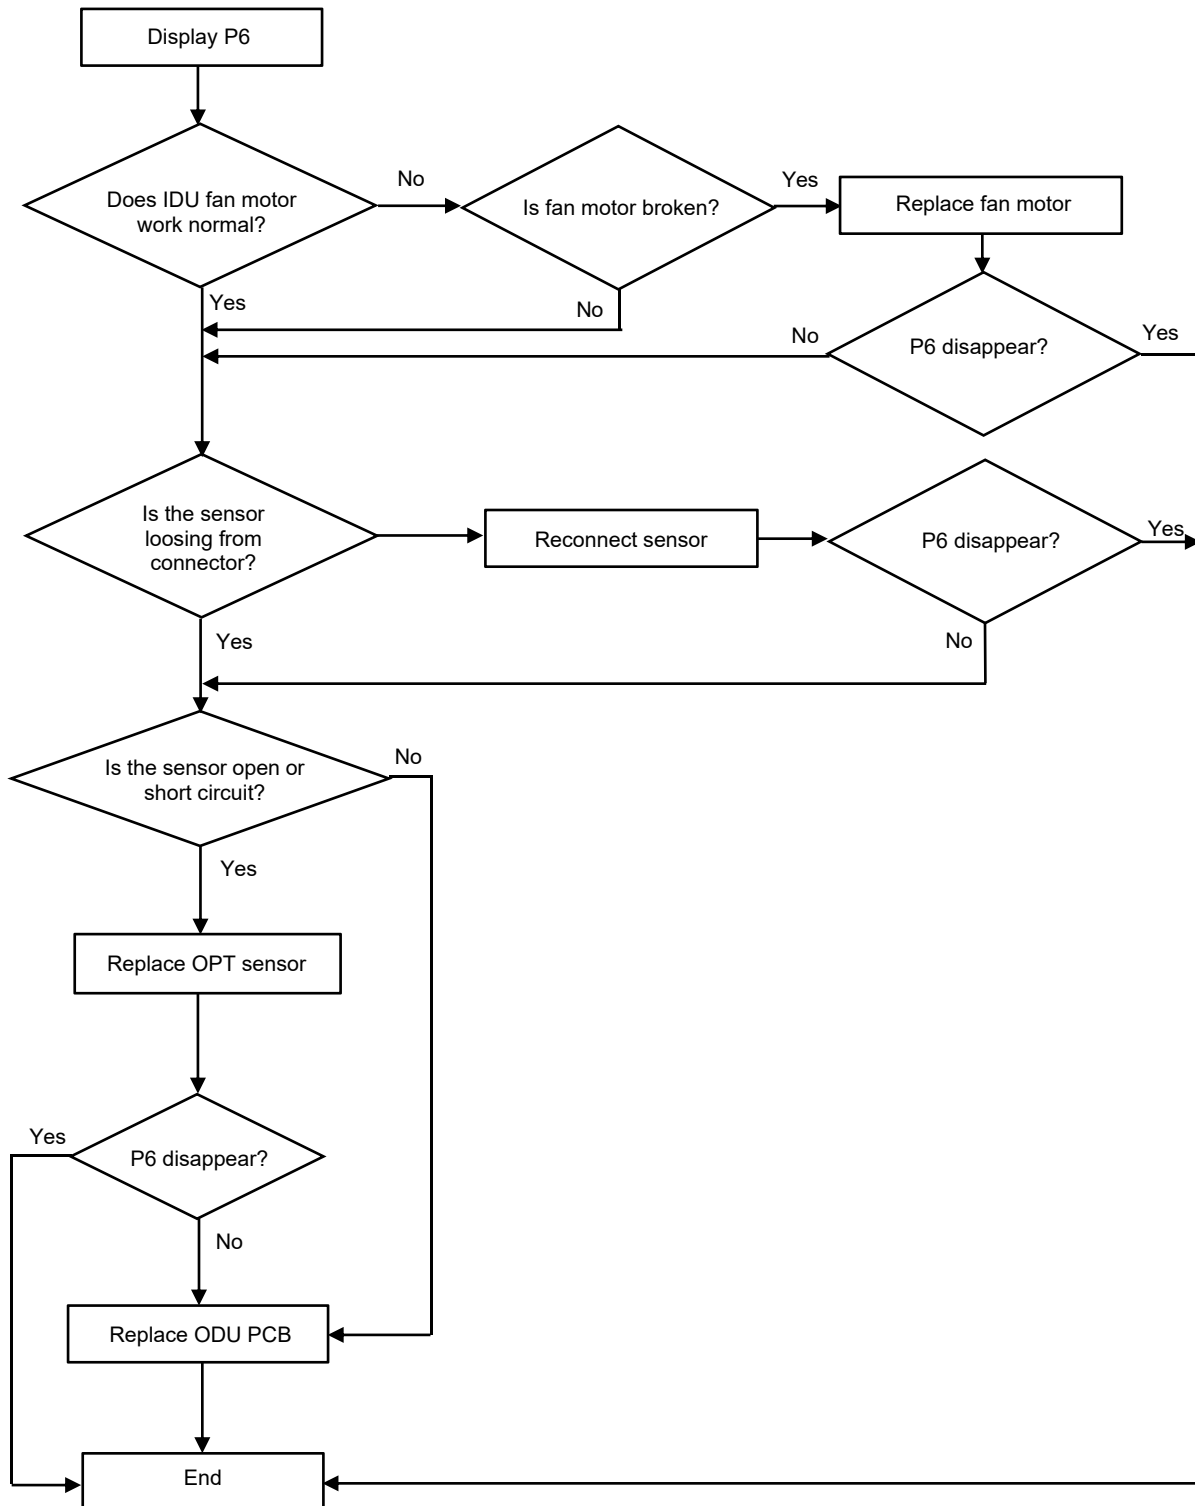 Display P6
Does IDU fan motor
work normal?
No
Is fan motor broken?
Yes
Replace fan motor
Yes
No
No
P6 disappear?
Yes
Is the sensor
loosing from
connector?
Reconnect sensor
P6 disappear?
Yes
Yes
No
Is the sensor open or
short circuit?
No
Yes
Replace OPT sensor
Yes
P6 disappear?
No
Replace ODU PCB
End